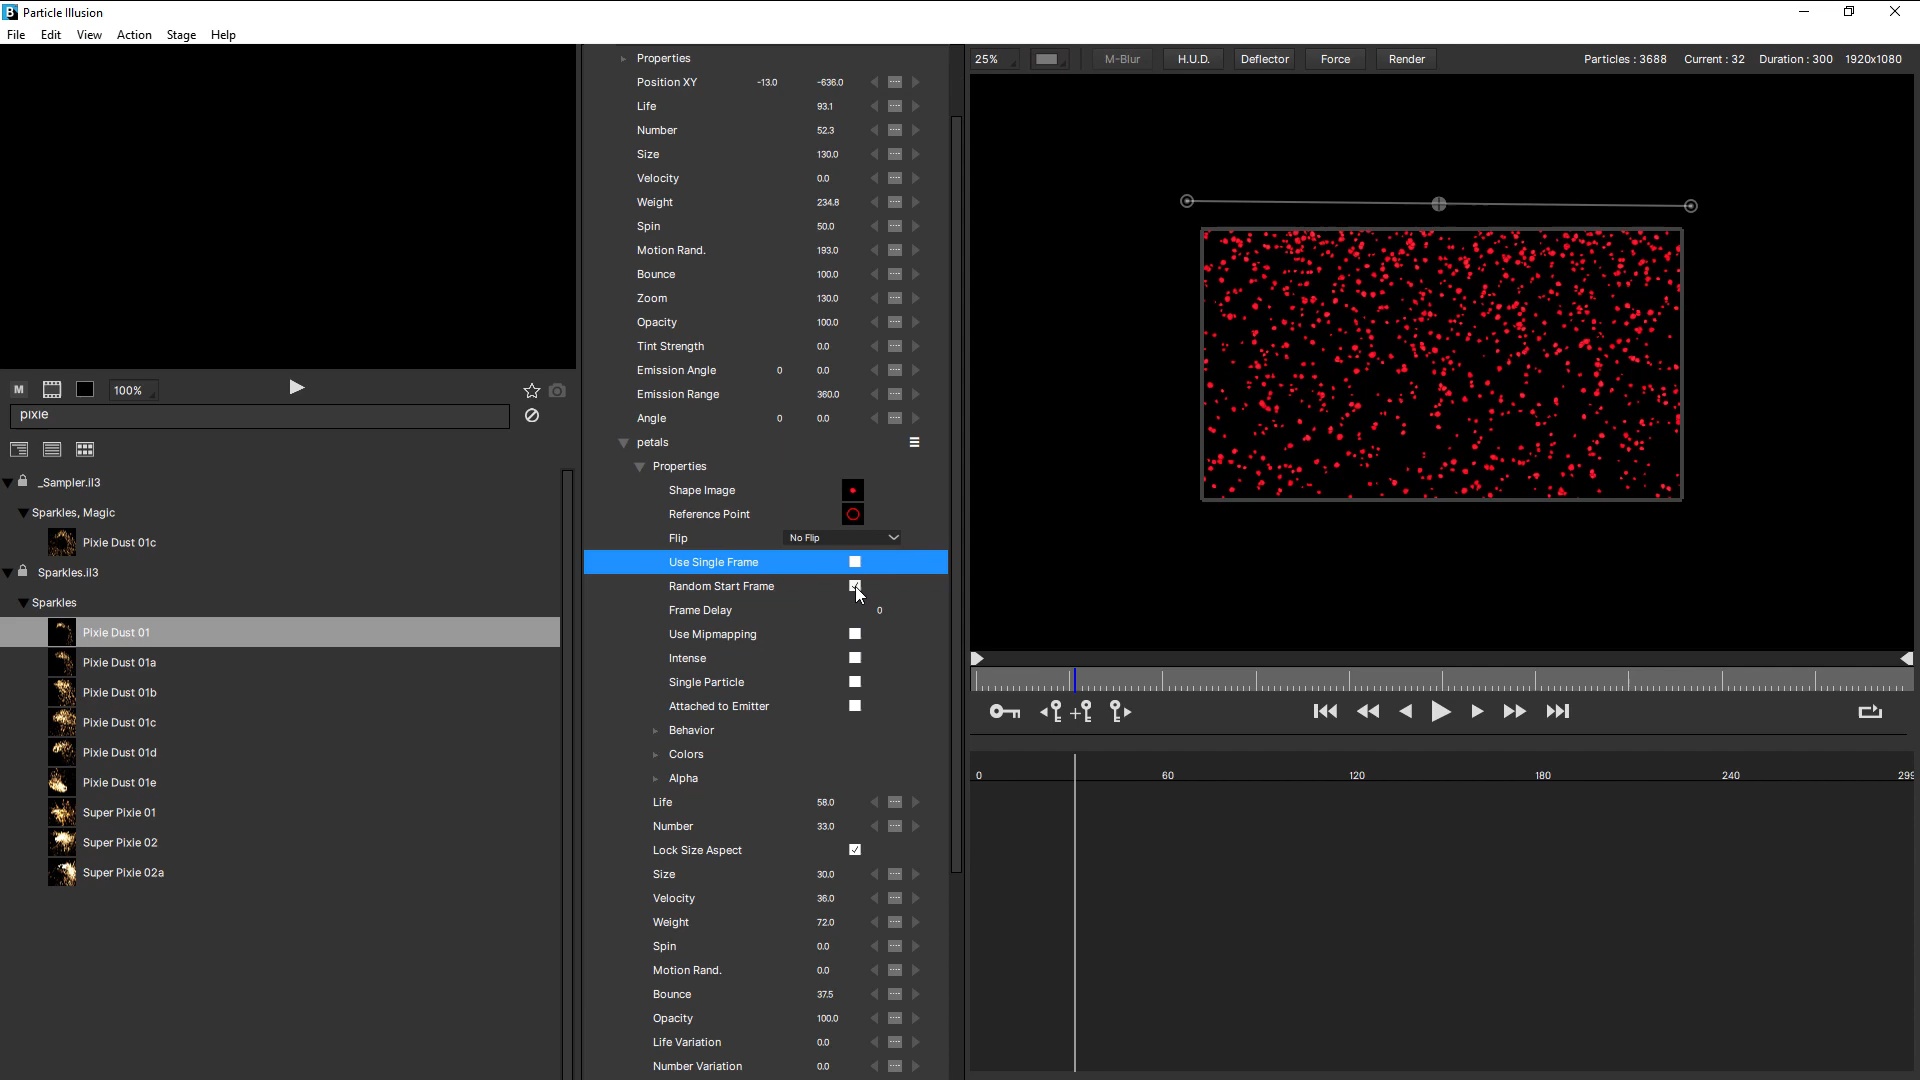 Particle Illusion
File Edit View Action Stage Help
100%
M
pixie
_Sampler.il3
Sparkles, Magic
Pixie Dust 01c
Sparkles.il3
Sparkles
Pixie Dust 01
Pixie Dust 01a
Pixie Dust 01b
Pixie Dust 01c
Pixie Dust 01d
Pixie Dust 01e
Super Pixie 01
Super Pixie 02
Super Pixie 02a
Properties
Position XY -13.0 -636.0
Life 93.1
Number 52.3
Size 130.0
Velocity 0.0
Weight 234.8
Spin 50.0
Motion Rand. 193.0
Bounce 100.0
Zoom 130.0
Opacity 100.0
Tint Strength 0.0
Emission Angle 0 0.0
Emission Range 360.0
Angle 0 0.0
petals
Properties
Shape Image
Reference Point
Flip No Flip
Use Single Frame
Random Start Frame
Frame Delay 0
Use Mipmapping
Intense
Single Particle
Attached to Emitter
Behavior
Colors
Alpha
Life 58.0
Number 33.0
Lock Size Aspect
Size 30.0
Velocity 36.0
Weight 72.0
Spin 0.0
Motion Rand. 0.0
Bounce 37.5
Opacity 100.0
Life Variation 0.0
Number Variation 0.0
25% M-Blur H.U.D. Deflector Force Render Particles : 3688 Current : 32 Duration : 300 1920x1080
0 60 120 180 240 299